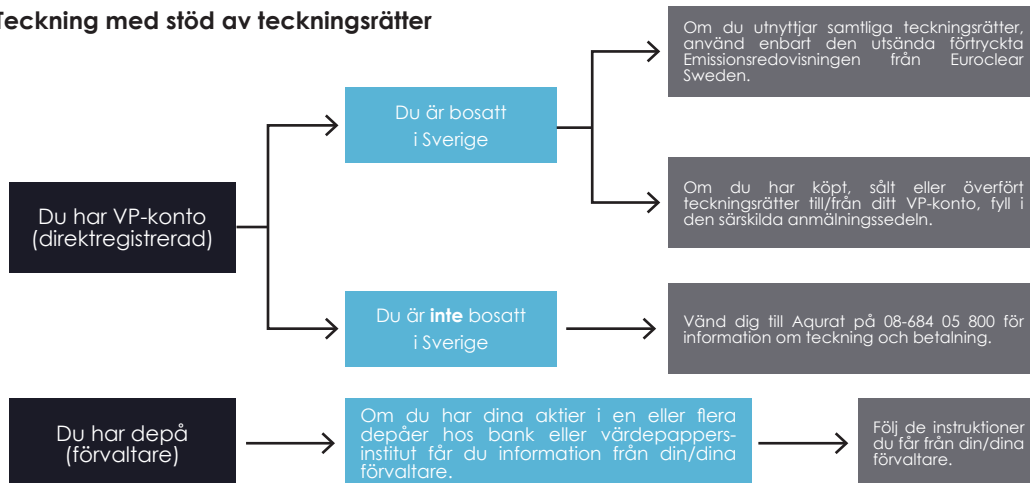 Teckning med stöd av teckningsrätter
Om du utnyttjar samtliga teckningsrätter,
använd enbart den utsända förtryckta
Emissionsredovisningen från Euroclear
Sweden.
Du är bosatt
i Sverige
Om du har köpt, sålt eller överfört
teckningsrätter till/från ditt VP-konto, fyll i
den särskilda anmälningssedeln.
Du har VP-konto
(direktregistrerad)
Du är inte bosatt
i Sverige
Vänd dig till Aqurat på 08-684 05 800 för
information om teckning och betalning.
Du har depå
(förvaltare)
Om du har dina aktier i en eller flera
depåer hos bank eller värdepappers-
institut får du information från din/dina
förvaltare.
Följ de instruktioner
du får från din/dina
förvaltare.